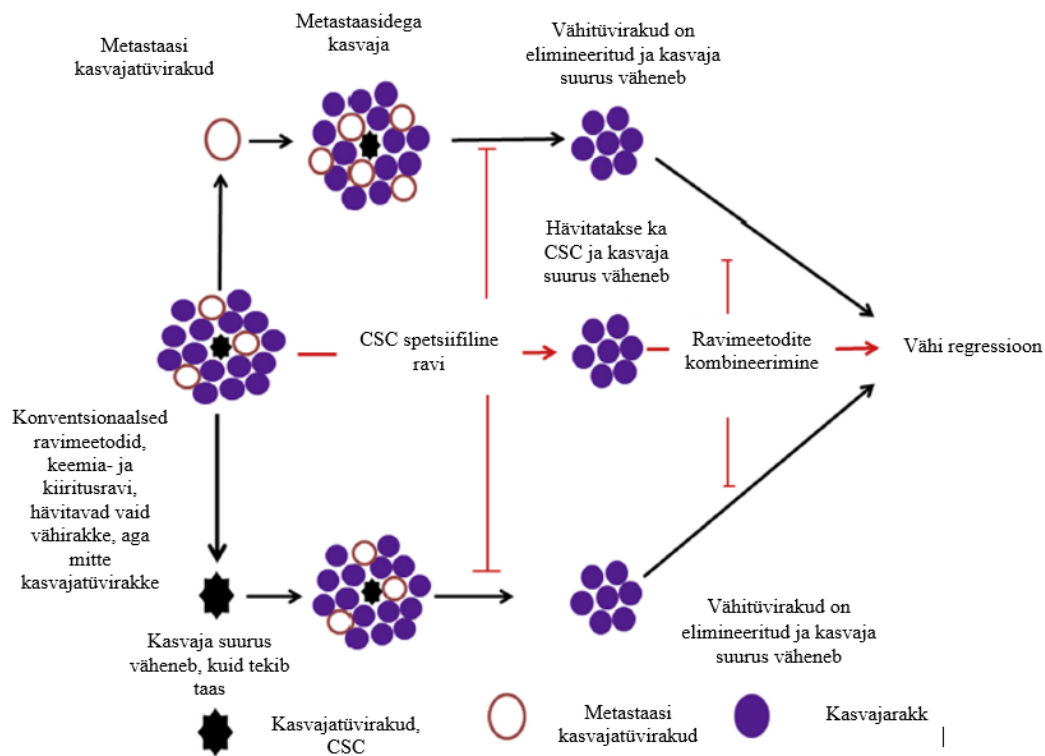 Metastaasi
kasvajatüvirakud
Metastaasidega
kasvaja
Vähitüvirakud on
elimineeritud ja kasvaja
suurus väheneb
Hävitatakse ka
CSC ja kasvaja
suurus väheneb
CSC spetsiifiline
ravi
Ravimeetodite
kombineerimine
Vähi regressioon
Konventsionaalsed
ravimeetodid,
keemia- ja
kiiritusravi,
hävitavad vaid
vähirakke, aga
mitte
kasvajatüvirakke
Kasvaja suurus
väheneb, kuid tekib
taas
Vähitüvirakud on
elimineeritud ja kasvaja
suurus väheneb
Kasvajatüvirakud,
CSC
Metastaasi
kasvajatüvirakud
Kasvajarakk